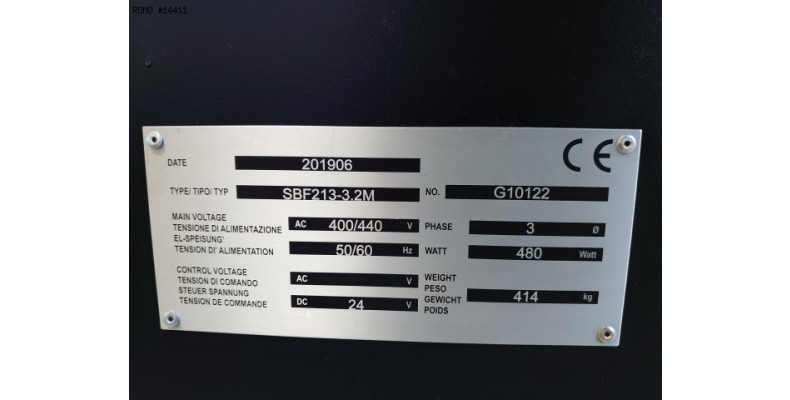 RDMO #14411
CE
DATE 201906
TYPE/ TIPO/ TYP SBF213-3.2M NO. G10122
MAIN VOLTAGE
TENSIONE DI ALIMENTAZIONE AC 400/440 V PHASE 3 Ø
EL-SPEISUNG'
TENSION DI' ALIMENTATION 50/60 Hz WATT 480 Watt
CONTROL VOLTAGE
TENSION DI COMANDO AC V WEIGHT
PESO
STEUER SPANNUNG GEWICHT 414 kg
TENSION DE COMMANDE DC 24 V POIDS